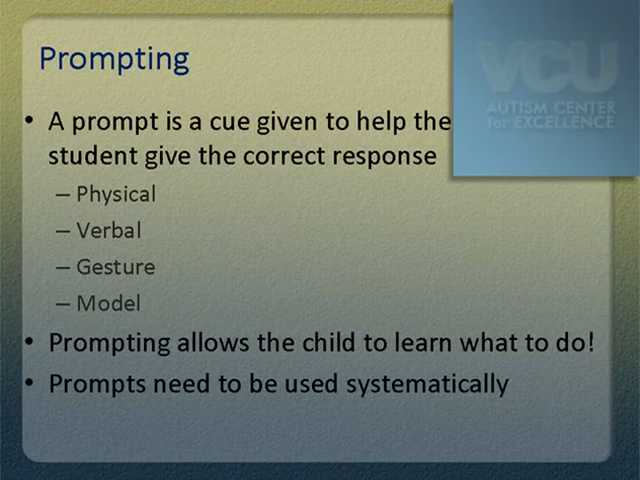 Prompting
VCU
AUTISM CENTER
for EXCELLENCE
• A prompt is a cue given to help the
student give the correct response
– Physical
– Verbal
– Gesture
– Model
• Prompting allows the child to learn what to do!
• Prompts need to be used systematically